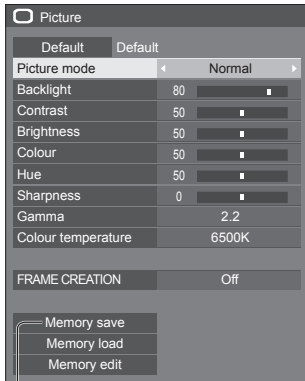 Picture
Default Default
Picture mode Normal
Backlight 80
Contrast 50
Brightness 50
Colour 50
Hue 50
Sharpness 0
Gamma 2.2
Colour temperature 6500K
FRAME CREATION Off
Memory save
Memory load
Memory edit